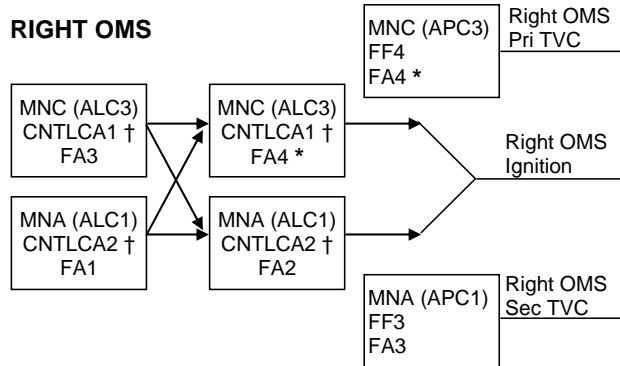 RIGHT OMS
MNC (APC3)
FF4
FA4 *
Right OMS
Pri TVC
MNC (ALC3)
CNTLCA1 †
FA3
MNC (ALC3)
CNTLCA1 †
FA4 *
Right OMS
Ignition
MNA (ALC1)
CNTLCA2 †
FA1
MNA (ALC1)
CNTLCA2 †
FA2
MNA (APC1)
FF3
FA3
Right OMS
Sec TVC